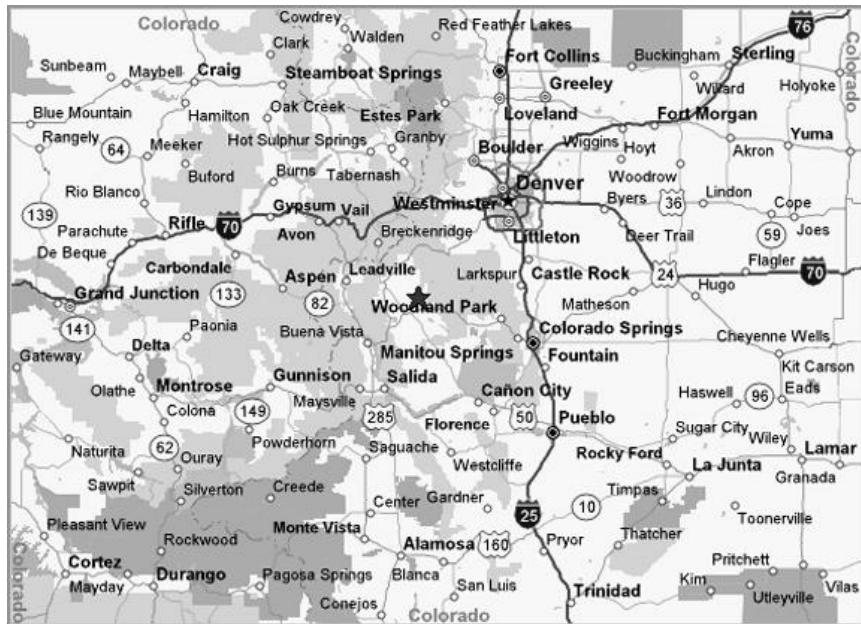 Colorado
Cowdrey
Walden
Red Feather Lakes
76
Clark
Fort Collins
Buckingham
Sterling
Sunbeam
Maybell
Craig
Steamboat Springs
Greeley
Willard
Holyoke
Colorado
Blue Mountain
Hamilton
Oak Creek
Estes Park
Loveland
Fort Morgan
Rangely
64
Meeker
Hot Sulphur Springs
Granby
Boulder
Wiggins
Hoyt
Akron
Yuma
Buford
Burns
Tabernash
Denver
Woodrow
Rio Blanco
139
Gypsum
Vail
Westminster
Byers
36
Lindon
Cope
Parachute
Rifle
70
Avon
Breckenridge
Littleton
Deer Trail
59
Joes
De Beque
Carbondale
Aspen
Leadville
Larkspur
Castle Rock
24
Flagler
70
Grand Junction
133
82
Woodland Park
Matheson
Hugo
141
Paonia
Buena Vista
Colorado Springs
Cheyenne Wells
Delta
Manitou Springs
Fountain
Gateway
Kit Carson
Olathe
Montrose
Gunnison
Salida
Cañon City
Haswell
96
Eads
Maysville
Colona
149
285
Florence
50
Pueblo
Sugar City
Naturita
62
Powderhorn
Saguache
Wiley
Lamar
Ouray
Westcliffe
Rocky Ford
La Junta
Granada
Sawpit
Silverton
Creede
Center
Gardner
Timpas
10
Toonerville
Pleasant View
Monte Vista
25
Rockwood
Alamosa
160
Pryor
Thatcher
Colorado
Cortez
Mayday
Durango
Pagosa Springs
Blanca
San Luis
Pritchett
Kim
Trinidad
Utleyville
Vilas
Conejos
Colorado